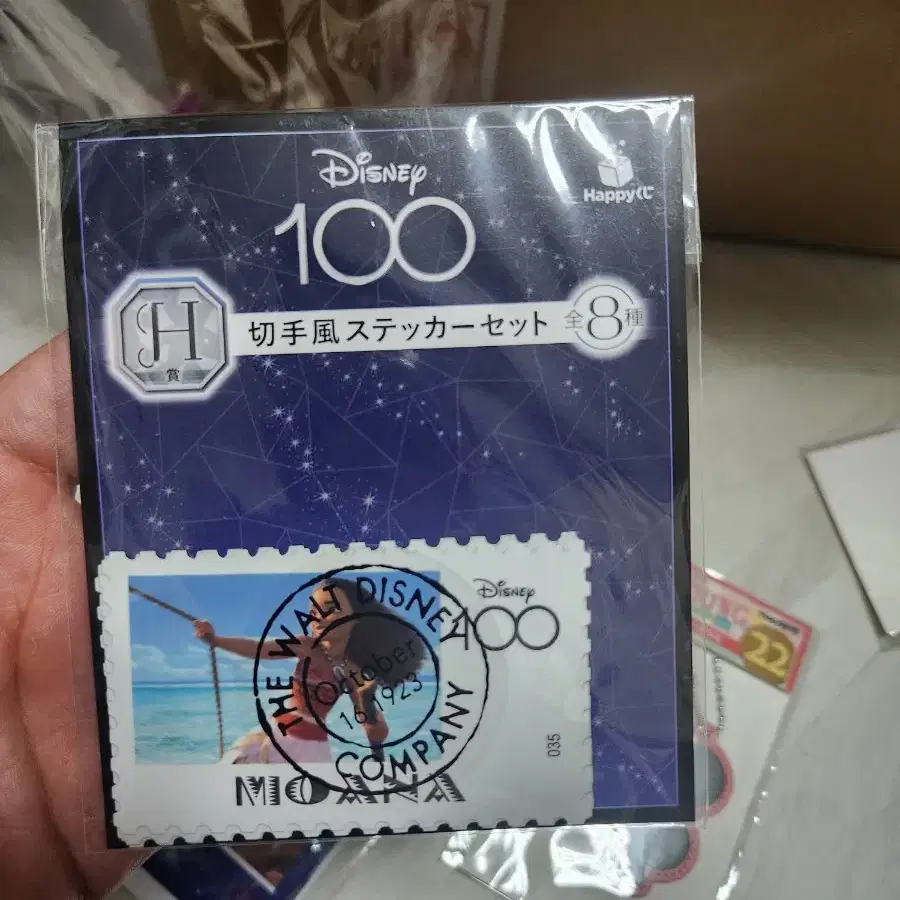 Disney
100
Happyくじ
H
賞
切手風ステッカーセット
全8種
Disney
100
THE WALT DISNEY
COMPANY
October
16, 1923
035
MOANA
22